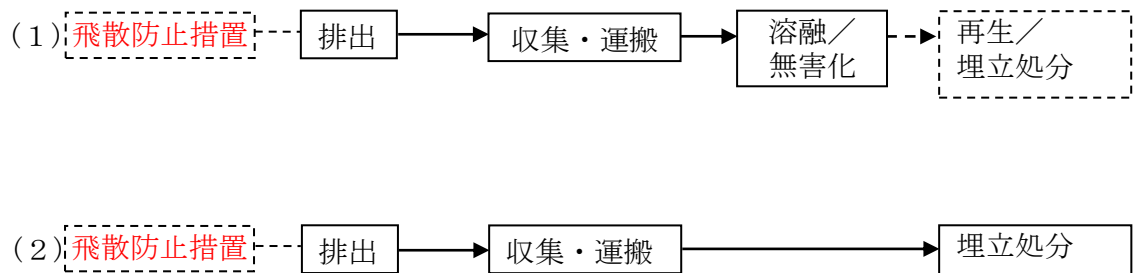 (1) 飛散防止措置 排出 収集・運搬 溶融／ 再生／
無害化 埋立処分
(2) 飛散防止措置 排出 収集・運搬 埋立処分